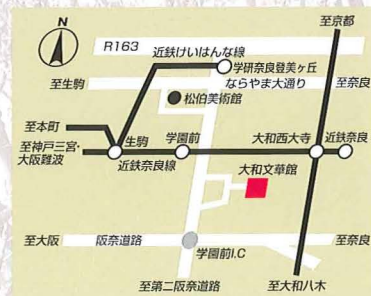 N
至京都
R163
近鉄けいはんな線
学研奈良登美ヶ丘
至生駒
ならやま大通り
至奈良
松伯美術館
至本町
至神戸三宮・
大阪難波
生駒
学園前
大和西大寺
近鉄奈良
近鉄奈良線
大和文華館
至大阪
阪奈道路
至奈良
学園前I.C
至第二阪奈道路
至大和八木